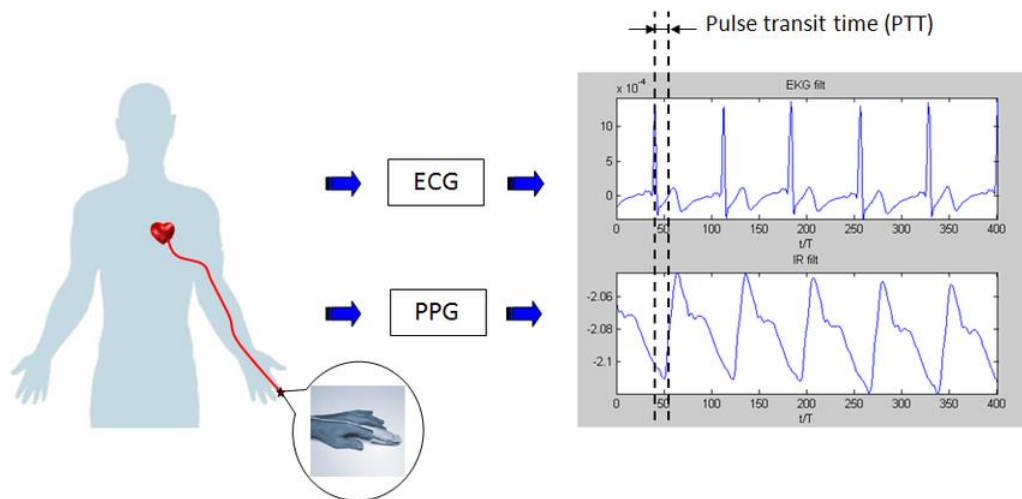 Pulse transit time (PTT)
ECG
PPG
EKG filt
x 10⁻⁴
10
5
0
0 50 100 150 200 250 300 350 400
t/T
IR filt
-2.06
-2.08
-2.1
0 50 100 150 200 250 300 350 400
t/T